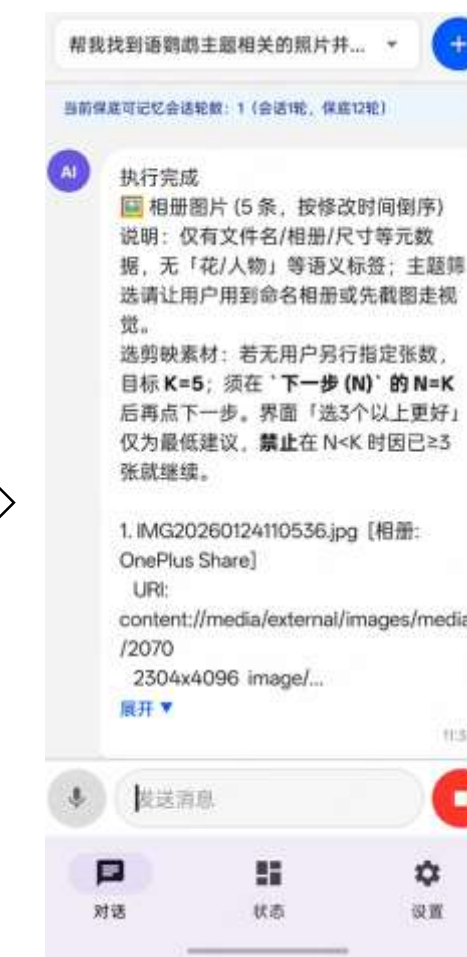 帮我找到语鹦鹉主题相关的照片并...
当前保底可记忆会话轮数：1（会话1轮，保底12轮）
AI
执行完成
🖼️ 相册图片 (5 条，按修改时间倒序)
说明：仅有文件名/相册/尺寸等元数
据，无「花/人物」等语义标签；主题筛
选请让用户用到命名相册或先截图走视
觉。
选剪映素材：若无用户另行指定张数，
目标 K=5；须在 `下一步 (N)` 的 N=K
后再点下一步。界面「选3个以上更好」
仅为最低建议，禁止在 N<K 时因已≥3
张就继续。
1. IMG20260124110536.jpg [相册:
OnePlus Share]
URI:
content://media/external/images/media
/2070
2304x4096 image/...
展开 ▼
11:3
发送消息
对话
状态
设置